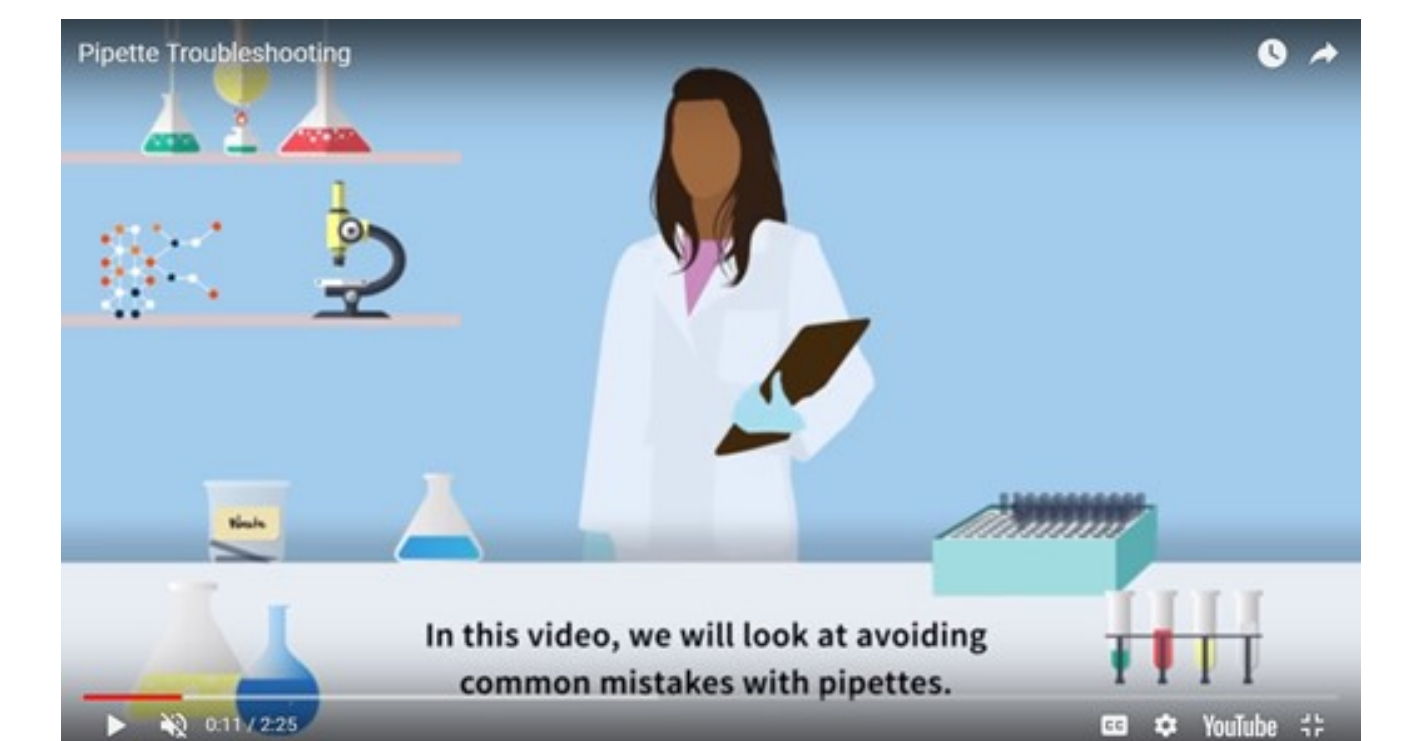 Pipette Troubleshooting
In this video, we will look at avoiding
common mistakes with pipettes.
0:11 / 2:25
CC
YouTube